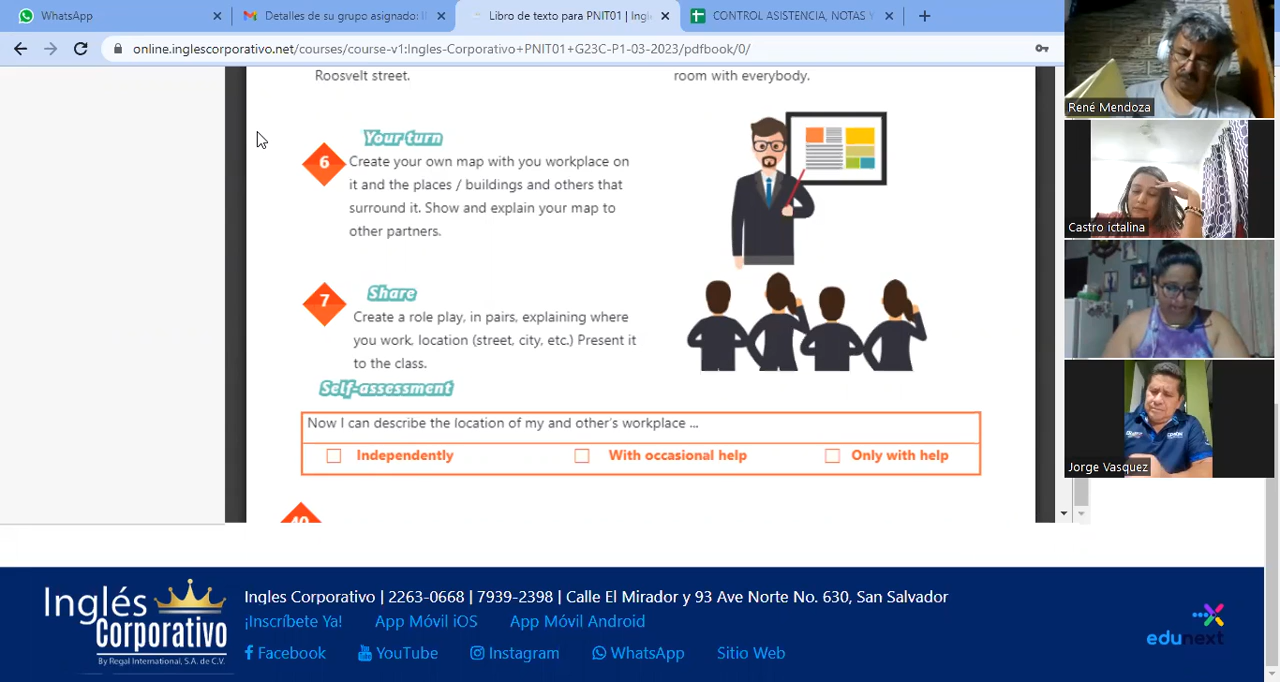 WhatsApp
Detalles de su grupo asignado: I
Libro de texto para PNIT01 | Ingl
CONTROL ASISTENCIA, NOTAS Y
online.inglescorporativo.net/courses/course-v1:Ingles-Corporativo+PNIT01+G23C-P1-03-2023/pdfbook/0/
Roosvelt street.
room with everybody.
6
Your turn
Create your own map with you workplace on
it and the places / buildings and others that
surround it. Show and explain your map to
other partners.
7
Share
Create a role play, in pairs, explaining where
you work, location (street, city, etc.) Present it
to the class.
Self-assessment
Now I can describe the location of my and other's workplace ...
Independently
With occasional help
Only with help
40
René Mendoza
Castro ictalina
Jorge Vasquez
Inglés
Corporativo
By Regal International, S.A. de C.V.
Ingles Corporativo | 2263-0668 | 7939-2398 | Calle El Mirador y 93 Ave Norte No. 630, San Salvador
¡Inscríbete Ya!
App Móvil iOS
App Móvil Android
Facebook
YouTube
Instagram
WhatsApp
Sitio Web
edunext